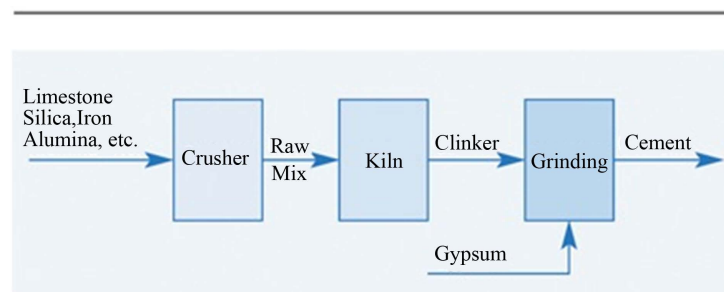 Limestone
Silica,Iron
Alumina, etc.
Crusher
Raw
Mix
Kiln
Clinker
Grinding
Cement
Gypsum